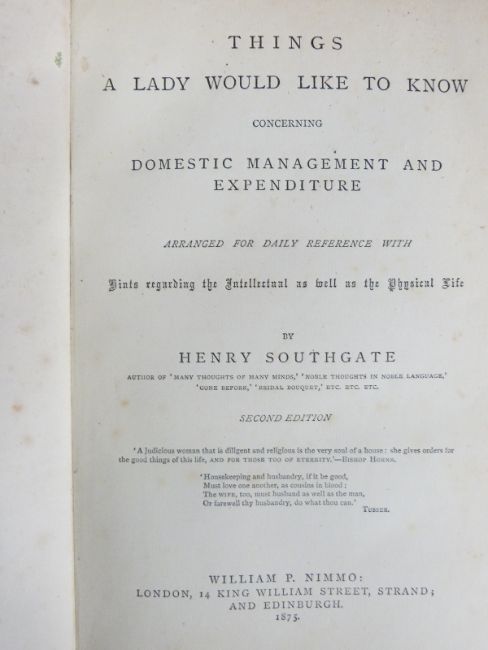 THINGS
A LADY WOULD LIKE TO KNOW
CONCERNING
DOMESTIC MANAGEMENT AND
EXPENDITURE
ARRANGED FOR DAILY REFERENCE WITH
Hints regarding the Intellectual as well as the Physical Life
BY
HENRY SOUTHGATE
AUTHOR OF 'MANY THOUGHTS OF MANY MINDS,' 'NOBLE THOUGHTS IN NOBLE LANGUAGE,'
'GONE BEFORE,' 'BRIDAL BOUQUET,' ETC. ETC. ETC.
SECOND EDITION
'A judicious woman that is diligent and religious is the very soul of a house: she gives orders for
the good things of this life, AND FOR THOSE TOO OF ETERNITY.'—BISHOP HORNE.
'Housekeeping and husbandry, if it be good,
Must love one another, as cousins in blood;
The WIFE, too, must husband as well as the man,
Or farewell thy husbandry, do what thou can.'
TUSSER.
WILLIAM P. NIMMO:
LONDON, 14 KING WILLIAM STREET, STRAND;
AND EDINBURGH.
1875.